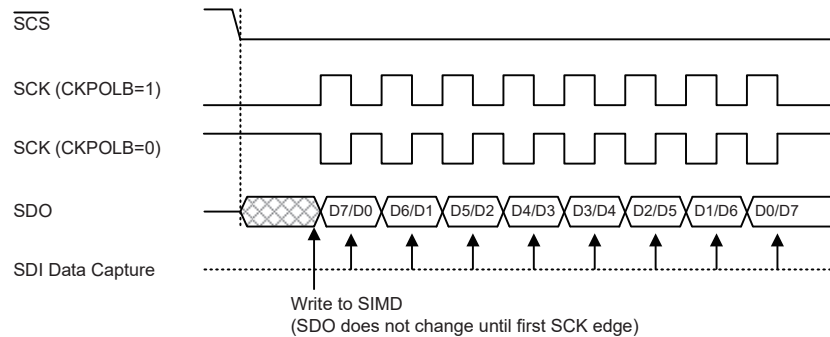 SCS
SCK (CKPOLB=1)
SCK (CKPOLB=0)
SDO
D7/D0 D6/D1 D5/D2 D4/D3 D3/D4 D2/D5 D1/D6 D0/D7
SDI Data Capture
Write to SIMD
(SDO does not change until first SCK edge)